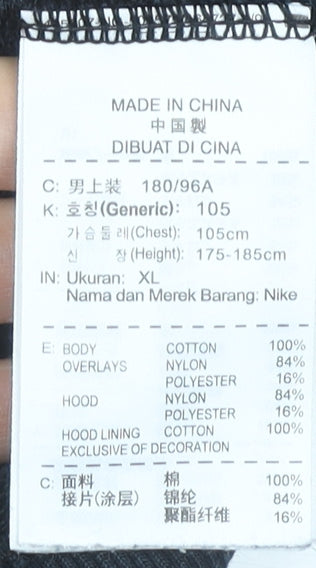 MADE IN CHINA
中国製
DIBUAT DI CINA
C: 男上装 180/96A
K: 호칭(Generic): 105
가슴둘레(Chest): 105cm
신 장(Height): 175-185cm
IN: Ukuran: XL
Nama dan Merek Barang: Nike
E: BODY COTTON 100%
OVERLAYS NYLON 84%
POLYESTER 16%
HOOD NYLON 84%
POLYESTER 16%
HOOD LINING COTTON 100%
EXCLUSIVE OF DECORATION
C: 面料 棉 100%
接片(涂层) 锦纶 84%
聚酯纤维 16%